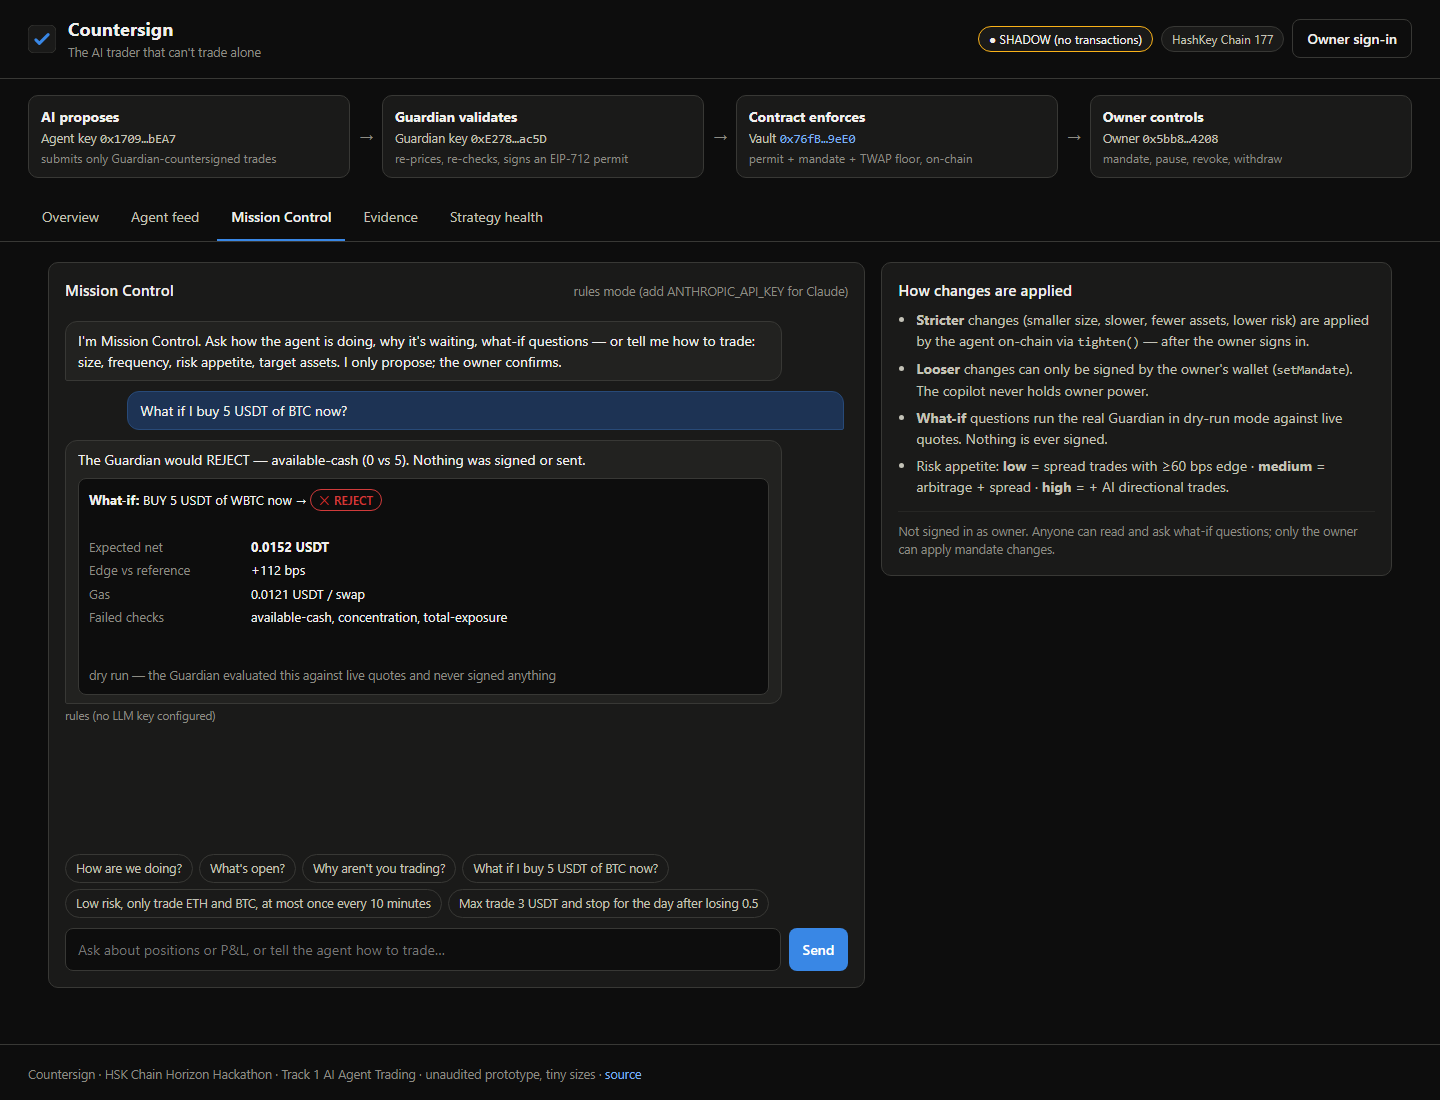 Countersign
The AI trader that can't trade alone
● SHADOW (no transactions)
HashKey Chain 177
Owner sign-in
AI proposes
Agent key 0x1709…bEA7
submits only Guardian-countersigned trades
→
Guardian validates
Guardian key 0xE278…ac5D
re-prices, re-checks, signs an EIP-712 permit
→
Contract enforces
Vault 0x76fB…9eE0
permit + mandate + TWAP floor, on-chain
→
Owner controls
Owner 0x5bb8…4208
mandate, pause, revoke, withdraw
Overview
Agent feed
Mission Control
Evidence
Strategy health
Mission Control
rules mode (add ANTHROPIC_API_KEY for Claude)
I'm Mission Control. Ask how the agent is doing, why it's waiting, what-if questions — or tell me how to trade:
size, frequency, risk appetite, target assets. I only propose; the owner confirms.
What if I buy 5 USDT of BTC now?
The Guardian would REJECT — available-cash (0 vs 5). Nothing was signed or sent.
What-if: BUY 5 USDT of WBTC now → ✕ REJECT
Expected net 0.0152 USDT
Edge vs reference +112 bps
Gas 0.0121 USDT / swap
Failed checks available-cash, concentration, total-exposure
dry run — the Guardian evaluated this against live quotes and never signed anything
rules (no LLM key configured)
How are we doing?
What's open?
Why aren't you trading?
What if I buy 5 USDT of BTC now?
Low risk, only trade ETH and BTC, at most once every 10 minutes
Max trade 3 USDT and stop for the day after losing 0.5
Ask about positions or P&L, or tell the agent how to trade…
Send
How changes are applied
• Stricter changes (smaller size, slower, fewer assets, lower risk) are applied
by the agent on-chain via tighten() — after the owner signs in.
• Looser changes can only be signed by the owner's wallet (setMandate).
The copilot never holds owner power.
• What-if questions run the real Guardian in dry-run mode against live
quotes. Nothing is ever signed.
• Risk appetite: low = spread trades with ≥60 bps edge · medium =
arbitrage + spread · high = + AI directional trades.
Not signed in as owner. Anyone can read and ask what-if questions; only the owner
can apply mandate changes.
Countersign · HSK Chain Horizon Hackathon · Track 1 AI Agent Trading · unaudited prototype, tiny sizes · source